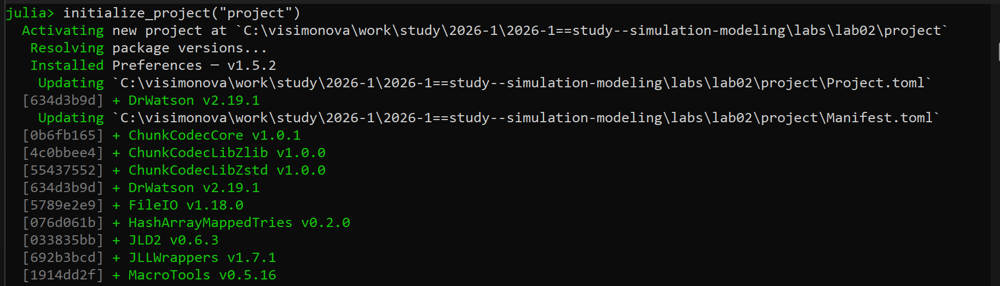 julia> initialize_project("project")
Activating new project at `C:\visimonova\work\study\2026-1\2026-1==study--simulation-modeling\labs\lab02\project`
Resolving package versions...
Installed Preferences ─ v1.5.2
Updating `C:\visimonova\work\study\2026-1\2026-1==study--simulation-modeling\labs\lab02\project\Project.toml`
[634d3b9d] + DrWatson v2.19.1
Updating `C:\visimonova\work\study\2026-1\2026-1==study--simulation-modeling\labs\lab02\project\Manifest.toml`
[0b6fb165] + ChunkCodecCore v1.0.1
[4c0bbee4] + ChunkCodecLibZlib v1.0.0
[55437552] + ChunkCodecLibZstd v1.0.0
[634d3b9d] + DrWatson v2.19.1
[5789e2e9] + FileIO v1.18.0
[076d061b] + HashArrayMappedTries v0.2.0
[033835bb] + JLD2 v0.6.3
[692b3bcd] + JLLWrappers v1.7.1
[1914dd2f] + MacroTools v0.5.16